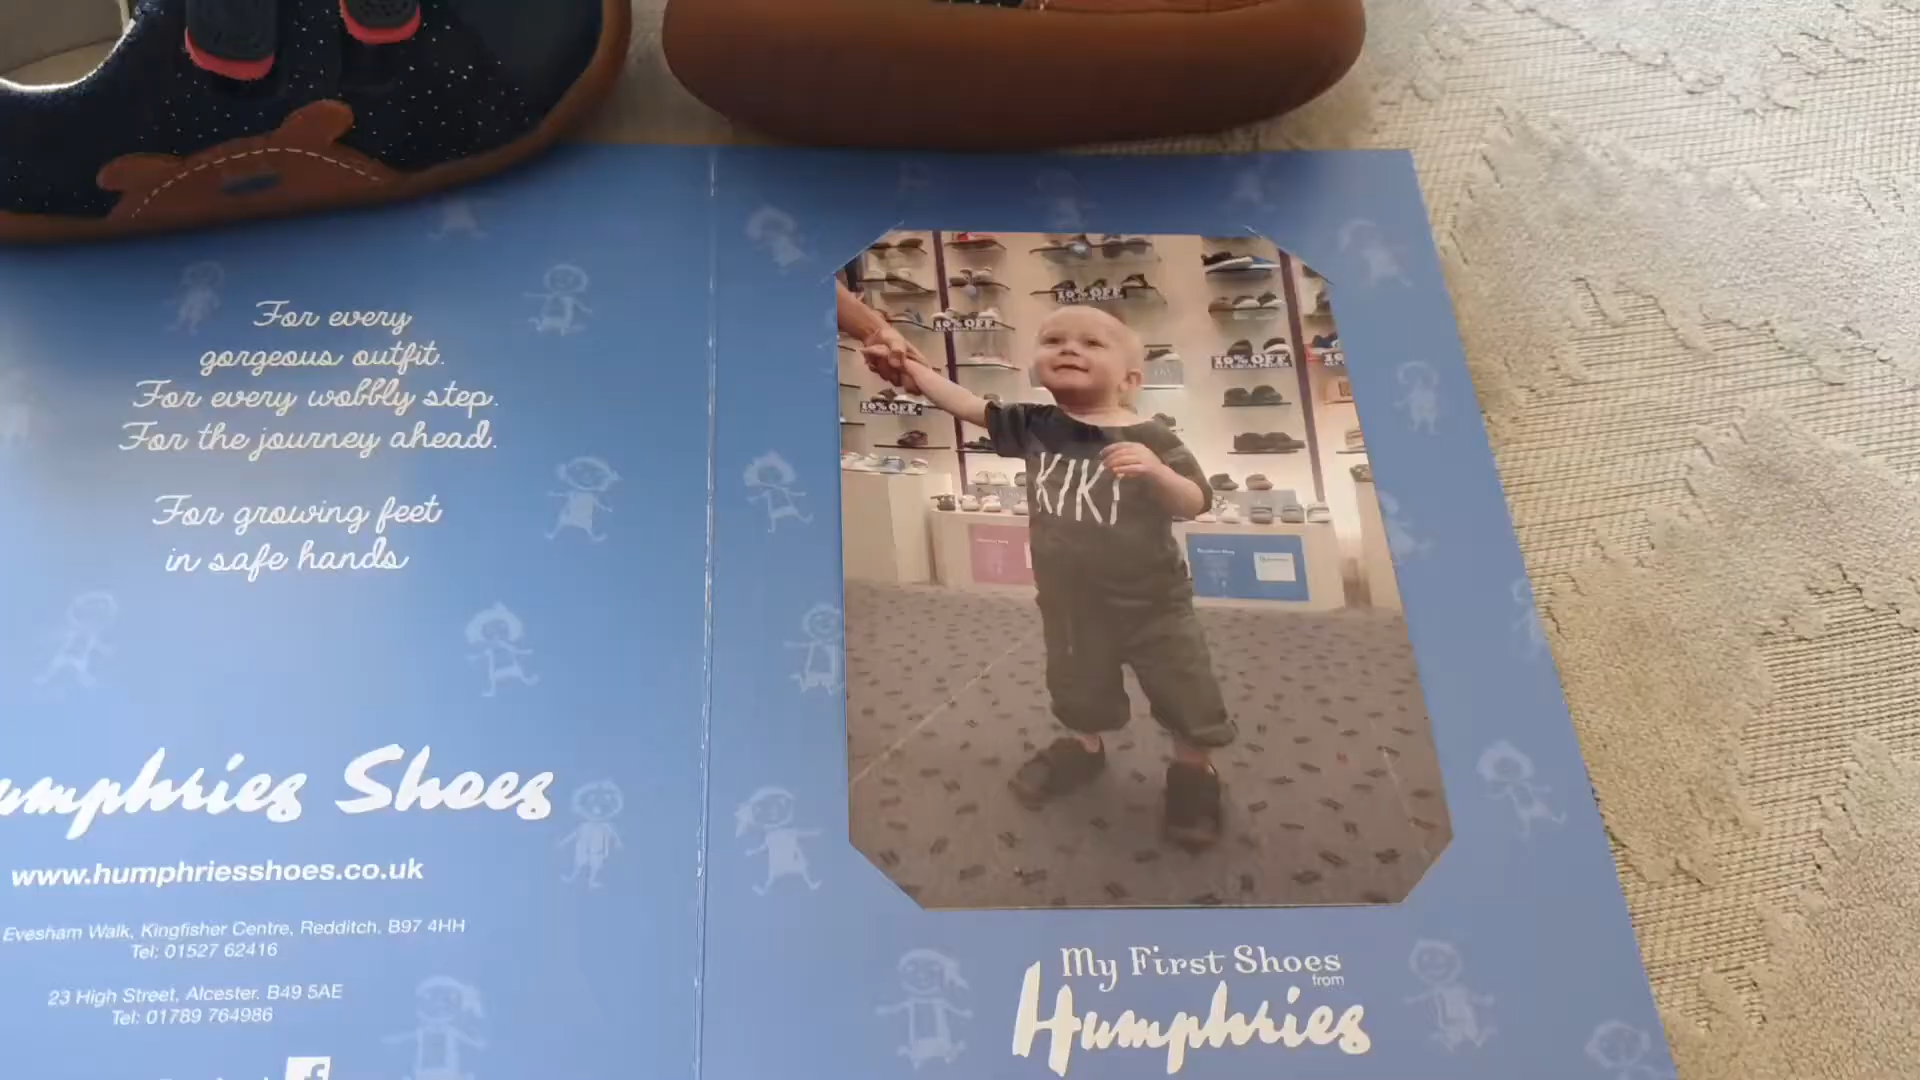 For every
gorgeous outfit.
For every wobbly step.
For the journey ahead.
For growing feet
in safe hands
umphries Shoes
www.humphriesshoes.co.uk
Evesham Walk, Kingfisher Centre, Redditch, B97 4HH
Tel: 01527 62416
23 High Street, Alcester. B49 5AE
Tel: 01789 764986
10% OFF
10% OFF
10% OFF
10% OFF
10
KIKI
My First Shoes
from
Humphries